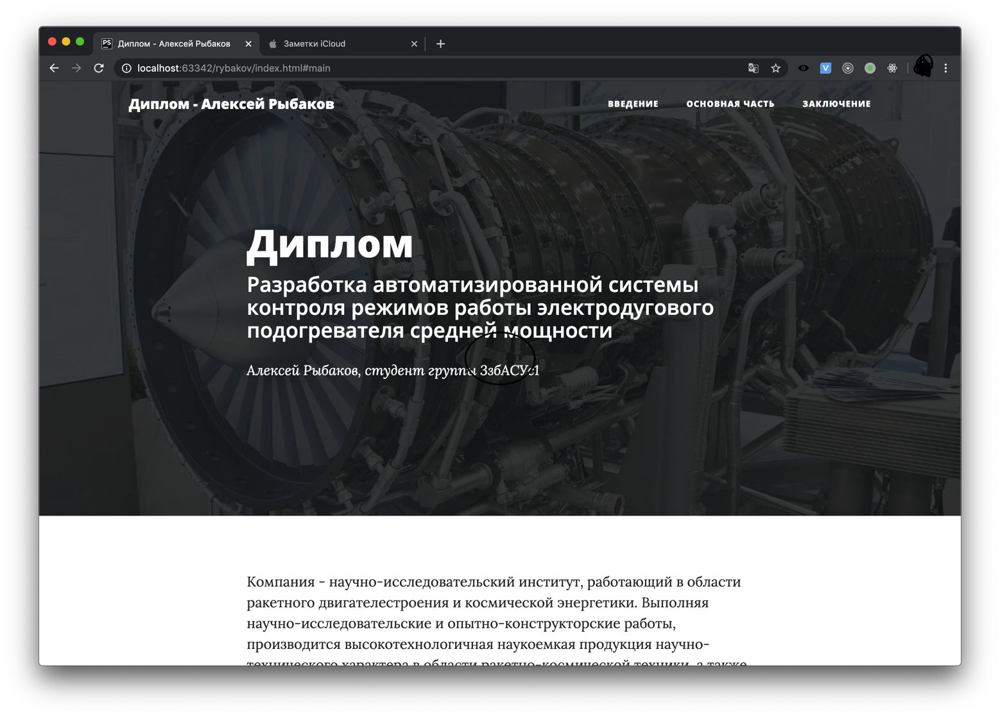 PS Диплом - Алексей Рыбаков
Заметки iCloud
localhost:63342/rybakov/index.html#main
V
Диплом - Алексей Рыбаков
ВВЕДЕНИЕ ОСНОВНАЯ ЧАСТЬ ЗАКЛЮЧЕНИЕ
Диплом
Разработка автоматизированной системы
контроля режимов работы электродугового
подогревателя средней мощности
Алексей Рыбаков, студент группы ЗзбАСУс1
Компания - научно-исследовательский институт, работающий в области
ракетного двигателестроения и космической энергетики. Выполняя
научно-исследовательские и опытно-конструкторские работы,
производится высокотехнологичная наукоемкая продукция научно-
технического характера в области ракетно-космической техники, а также